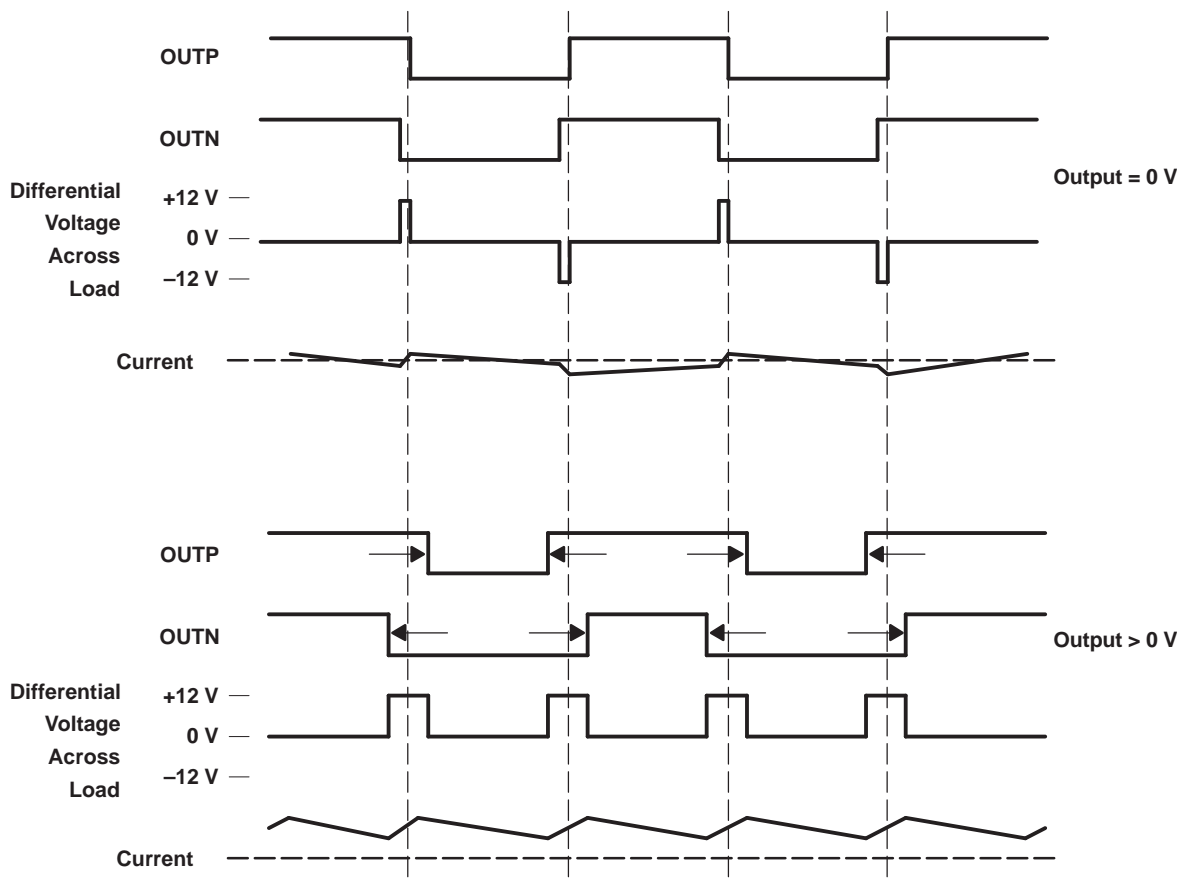 OUTP
OUTN
Output = 0 V
Differential
Voltage
Across
Load
+12 V
0 V
–12 V
Current
OUTP
OUTN
Output > 0 V
Differential
Voltage
Across
Load
+12 V
0 V
–12 V
Current